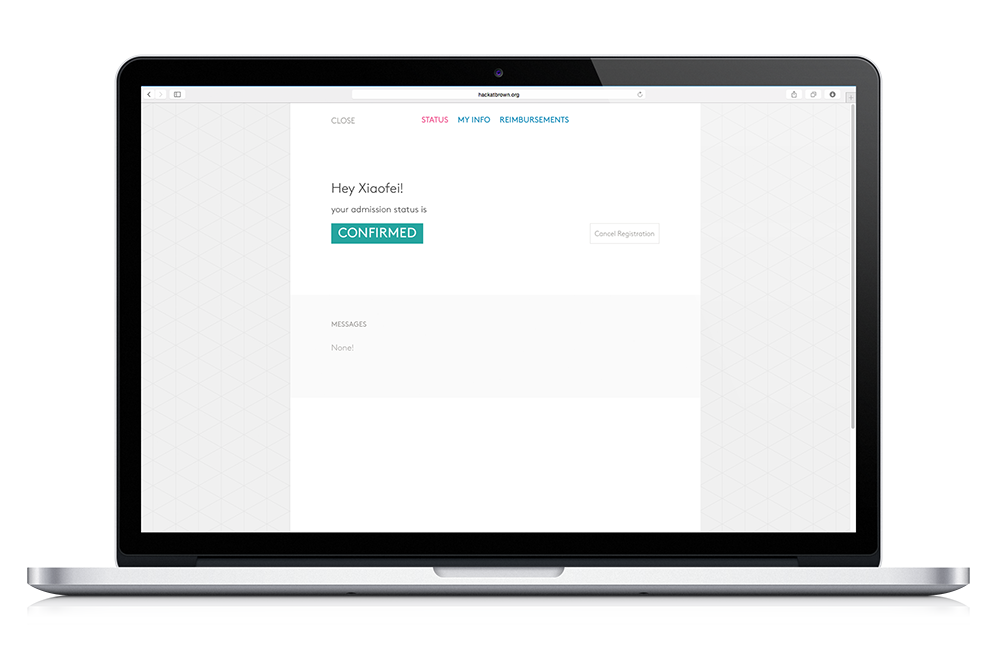 hackatbrown.org
CLOSE STATUS MY INFO REIMBURSEMENTS
Hey Xiaofei!
your admission status is
CONFIRMED Cancel Registration
MESSAGES
None!